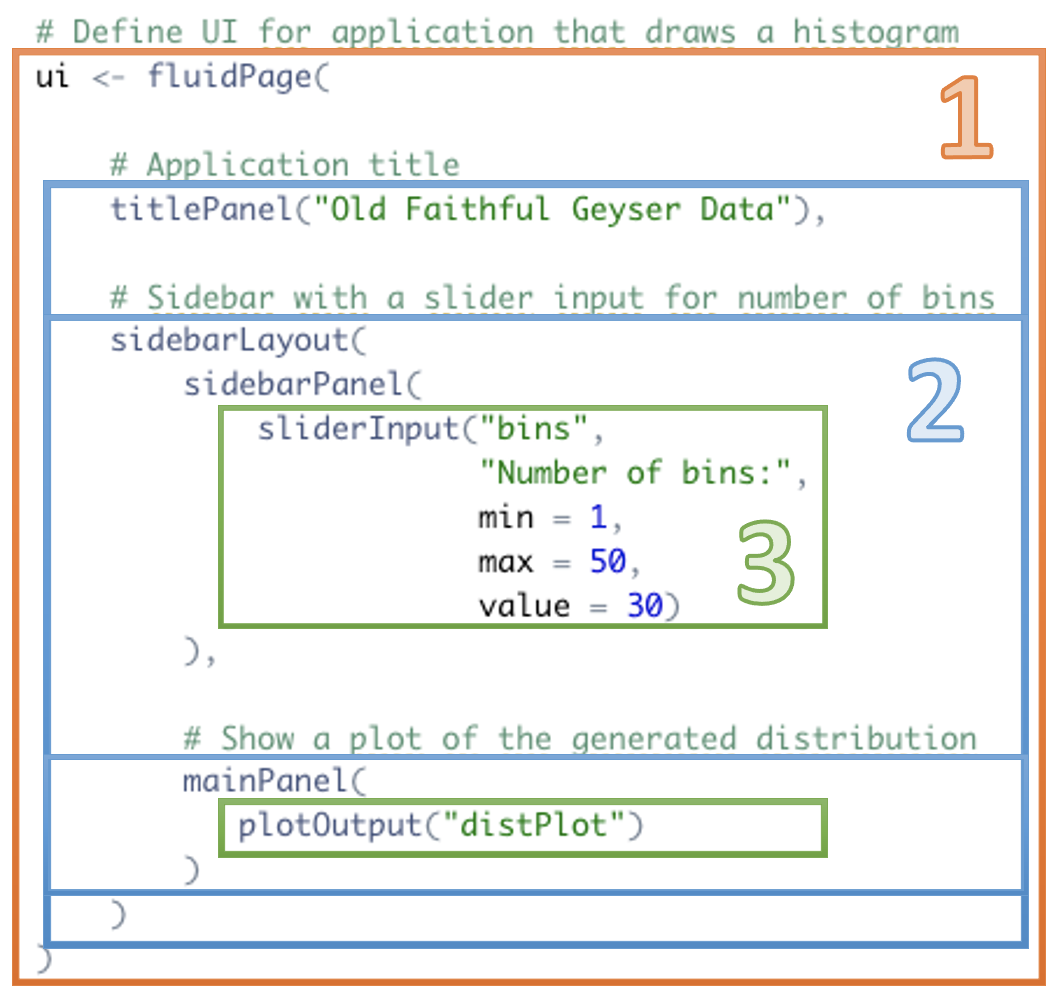 # Define UI for application that draws a histogram
ui <- fluidPage(
1
# Application title
titlePanel("Old Faithful Geyser Data"),
# Sidebar with a slider input for number of bins
sidebarLayout(
sidebarPanel(
2
sliderInput("bins",
"Number of bins:",
min = 1,
max = 50,
3
value = 30)
),
# Show a plot of the generated distribution
mainPanel(
plotOutput("distPlot")
)
)
)